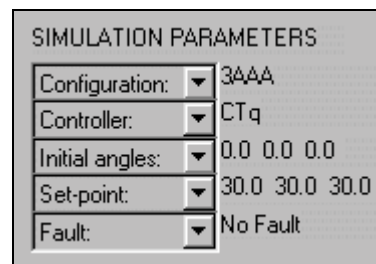 SIMULATION PARAMETERS
Configuration: 3AAA
Controller: CTq
Initial angles: 0.0 0.0 0.0
Set-point: 30.0 30.0 30.0
Fault: No Fault